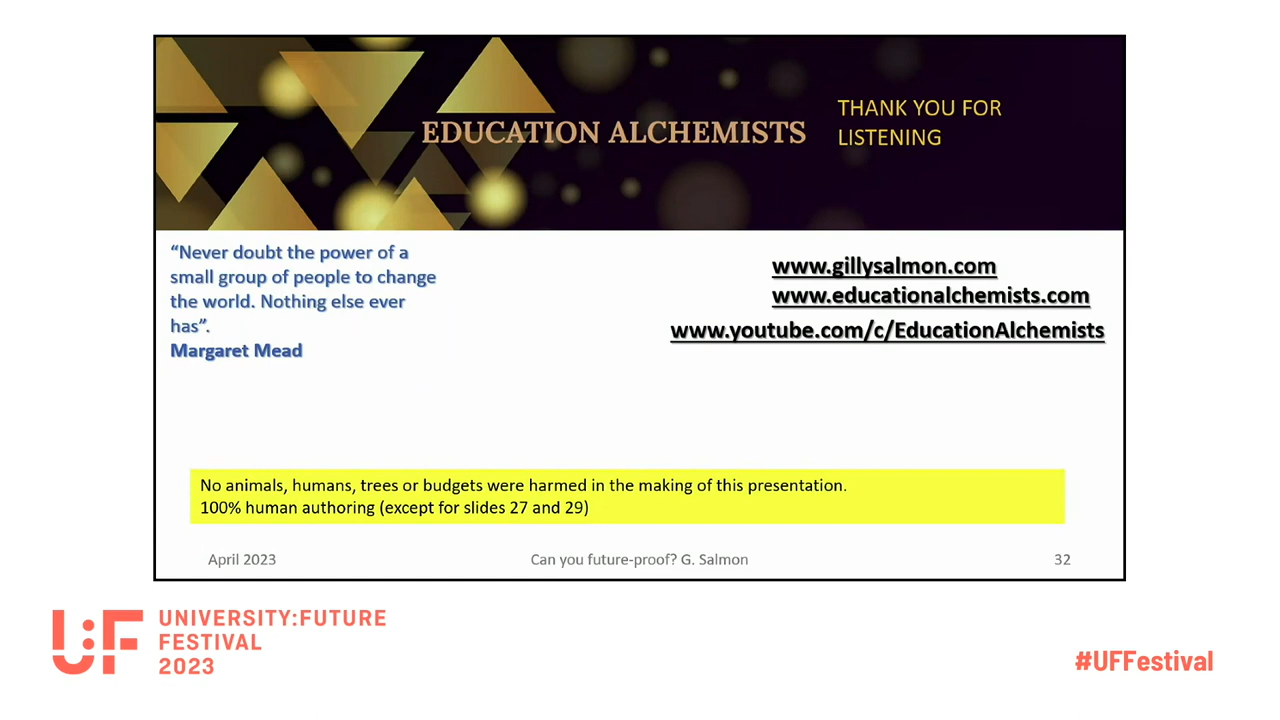 EDUCATION ALCHEMISTS
THANK YOU FOR
LISTENING
“Never doubt the power of a
small group of people to change
the world. Nothing else ever
has”.
Margaret Mead
www.gillysalmon.com
www.educationalchemists.com
www.youtube.com/c/EducationAlchemists
No animals, humans, trees or budgets were harmed in the making of this presentation.
100% human authoring (except for slides 27 and 29)
April 2023
Can you future-proof? G. Salmon
32
U:F
UNIVERSITY:FUTURE
FESTIVAL
2023
#UFFestival